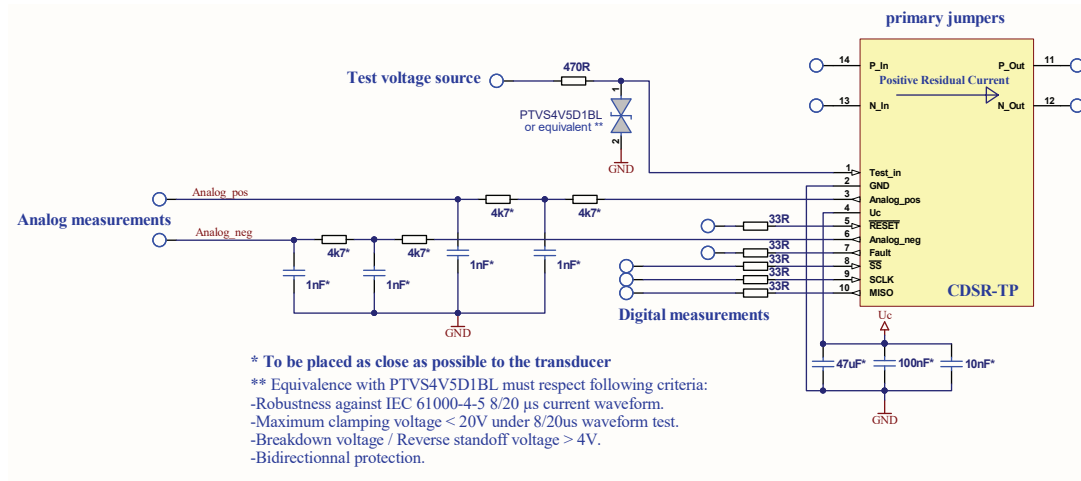 primary jumpers
470R
Test voltage source
14
P_In
P_Out
11
Positive Residual Current
1
PTVS4V5D1BL
or equivalent **
2
GND
13
N_In
N_Out
12
1
Test_in
2
GND
Analog_pos
4k7*
4k7*
3
Analog_pos
4
Uc
Analog measurements
33R
5
RESET
Analog_neg
4k7*
4k7*
6
Analog_neg
33R
7
Fault
1nF*
1nF*
1nF*
1nF*
33R
8
SS
33R
9
SCLK
33R
10
MISO
CDSR-TP
Digital measurements
Uc
GND
47uF*
100nF*
10nF*
GND
* To be placed as close as possible to the transducer
** Equivalence with PTVS4V5D1BL must respect following criteria:
-Robustness against IEC 61000-4-5 8/20 µs current waveform.
-Maximum clamping voltage < 20V under 8/20us waveform test.
-Breakdown voltage / Reverse standoff voltage > 4V.
-Bidirectionnal protection.